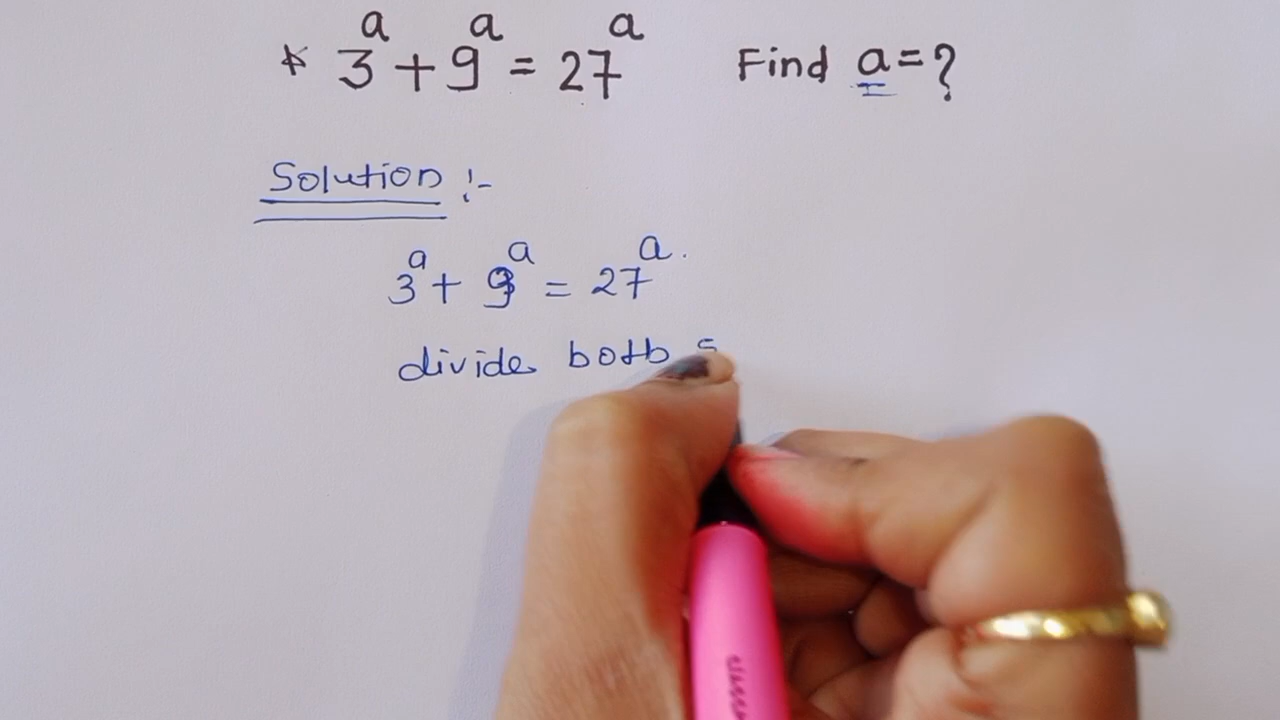 * 3^a + 9^a = 27^a Find a = ?
Solution :-
3^a + 9^a = 27^a.
divide both s